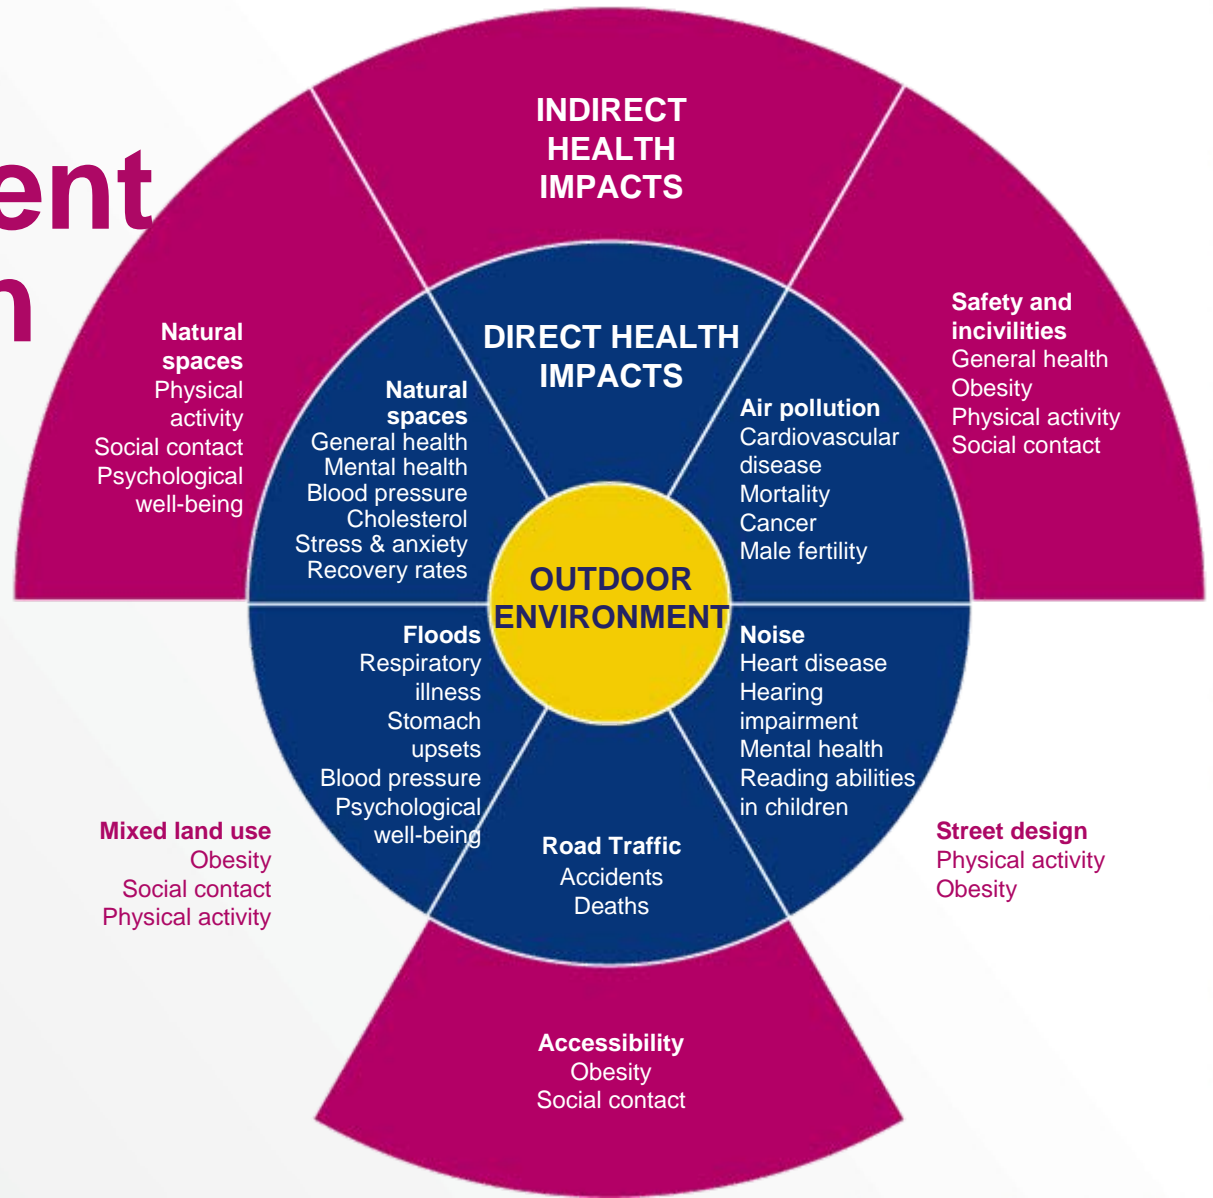 ent
n
INDIRECT
HEALTH
IMPACTS
DIRECT HEALTH
IMPACTS
Natural
spaces
Physical
activity
Social contact
Psychological
well-being
Natural
spaces
General health
Mental health
Blood pressure
Cholesterol
Stress & anxiety
Recovery rates
Air pollution
Cardiovascular
disease
Mortality
Cancer
Male fertility
Safety and
incivilities
General health
Obesity
Physical activity
Social contact
OUTDOOR
ENVIRONMENT
Floods
Respiratory
illness
Stomach
upsets
Blood pressure
Psychological
well-being
Noise
Heart disease
Hearing
impairment
Mental health
Reading abilities
in children
Mixed land use
Obesity
Social contact
Physical activity
Road Traffic
Accidents
Deaths
Street design
Physical activity
Obesity
Accessibility
Obesity
Social contact